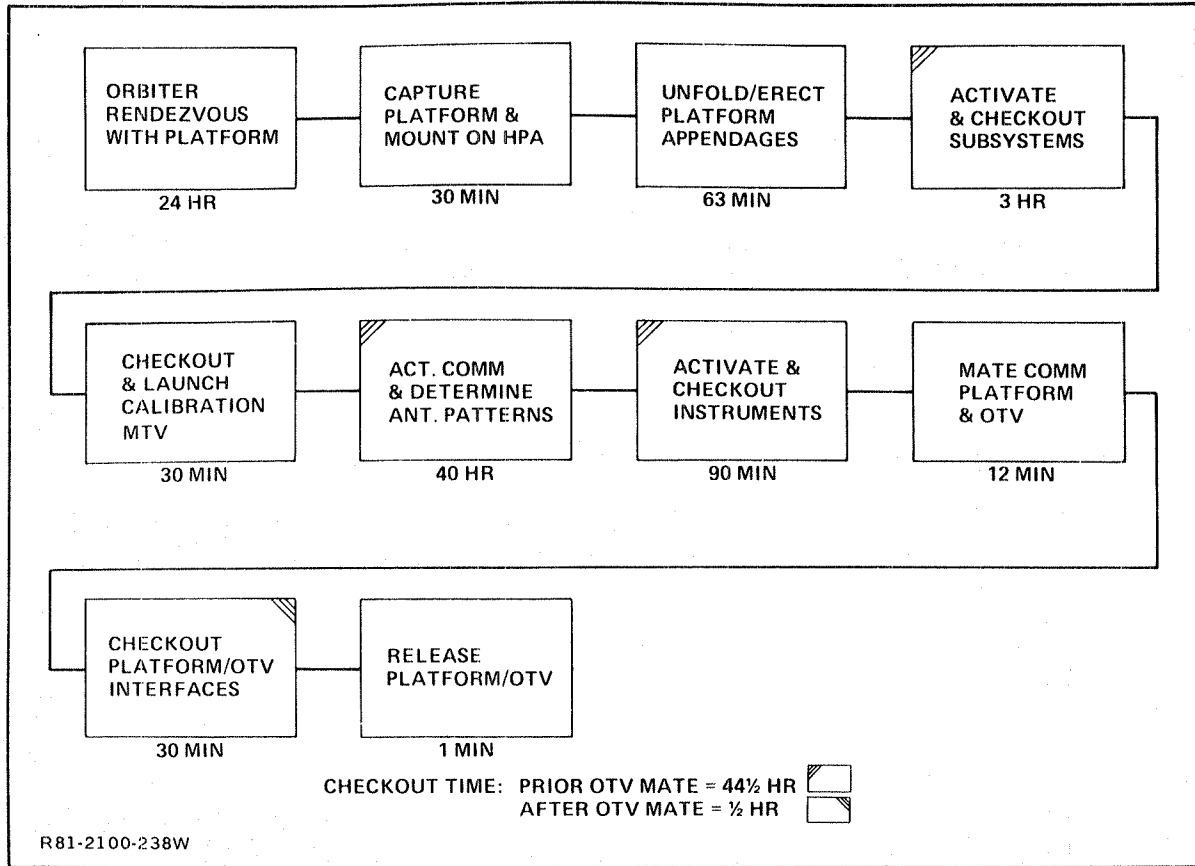 ORBITER
RENDEZVOUS
WITH PLATFORM
24 HR
CAPTURE
PLATFORM &
MOUNT ON HPA
30 MIN
UNFOLD/ERECT
PLATFORM
APPENDAGES
63 MIN
ACTIVATE
& CHECKOUT
SUBSYSTEMS
3 HR
CHECKOUT
& LAUNCH
CALIBRATION
MTV
30 MIN
ACT. COMM
& DETERMINE
ANT. PATTERNS
40 HR
ACTIVATE &
CHECKOUT
INSTRUMENTS
90 MIN
MATE COMM
PLATFORM
& OTV
12 MIN
CHECKOUT
PLATFORM/OTV
INTERFACES
30 MIN
RELEASE
PLATFORM/OTV
1 MIN
CHECKOUT TIME: PRIOR OTV MATE = 44½ HR
AFTER OTV MATE = ½ HR
R81-2100-238W